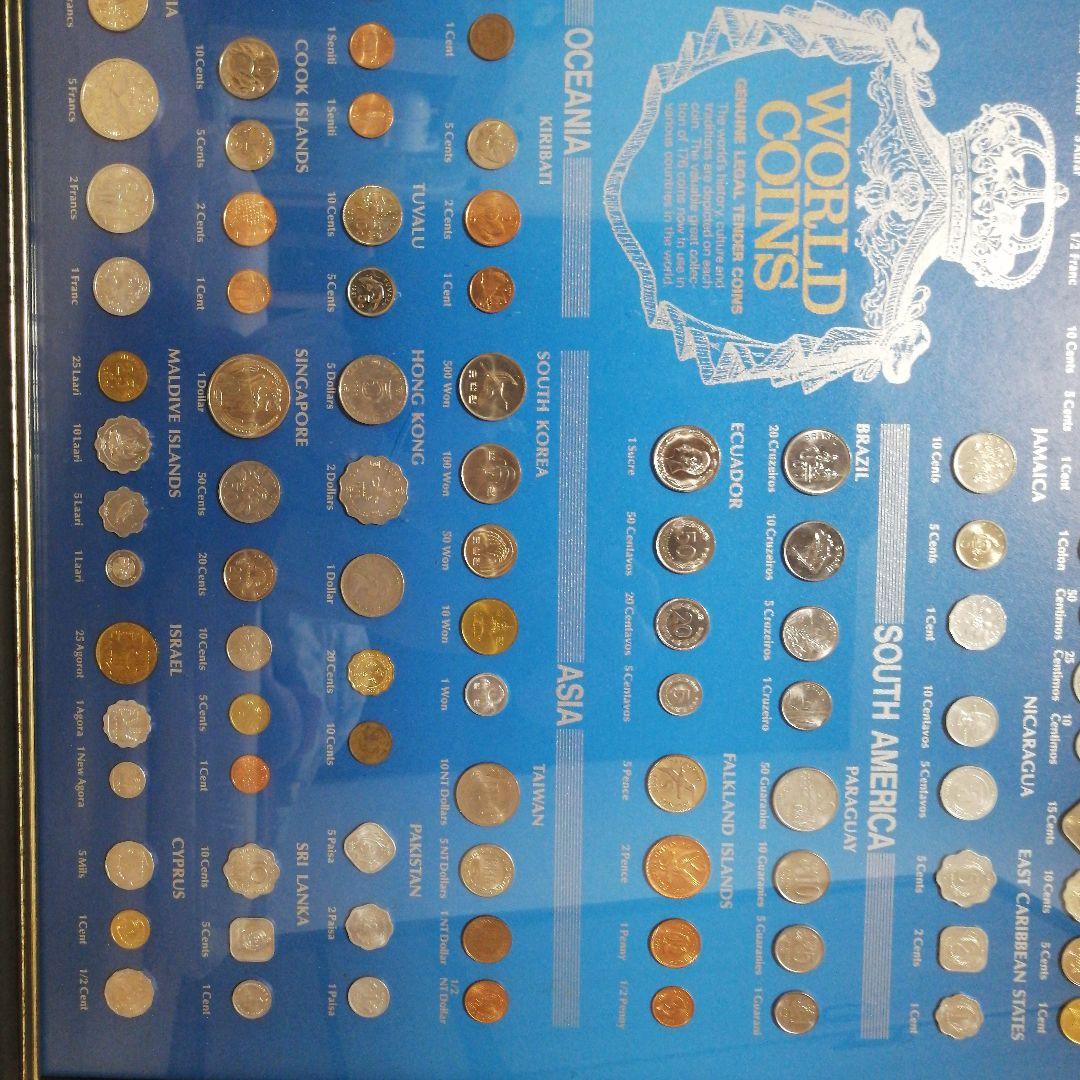 WORLD
COINS
GENUINE LEGAL TENDER COINS
The world's history, culture and
traditions are depicted on each
coin. The valuable great collec-
tion of 176 coins now in use in
various countries in the world.
1/2 Franc
10 Cents 5 Cents 1 Cent
1 Colon 50 Centimos 25 Centimos 10 Centimos
15 Cents 10 Cents 5 Cents 1 Cent
JAMAICA
10 Cents 5 Cents 1 Cent
NICARAGUA
10 Centavos 5 Centavos
EAST CARIBBEAN STATES
5 Cents 2 Cents 1 Cent
SOUTH AMERICA
BRAZIL
20 Cruzeiros 10 Cruzeiros 5 Cruzeiros 1 Cruzeiro
PARAGUAY
50 Guaranies 10 Guaranies 5 Guaranies 1 Guarani
ECUADOR
1 Sucre 50 Centavos 20 Centavos 5 Centavos
FALKLAND ISLANDS
5 Pence 2 Pence 1 Penny 1/2 Penny
OCEANIA
KIRIBATI
1 Cent 5 Cents 2 Cents 1 Cent
1 Seniti 1 Seniti
TUVALU
10 Cents 5 Cents
COOK ISLANDS
10 Cents 5 Cents 2 Cents 1 Cent
IA
Francs 5 Francs 2 Francs 1 Franc
ASIA
SOUTH KOREA
500 Won 100 Won 50 Won 10 Won 1 Won
TAIWAN
10 NT Dollars 5 NT Dollars 1 NT Dollar 1/2 NT Dollar
HONG KONG
5 Dollars 2 Dollars 1 Dollar 20 Cents 10 Cents
PAKISTAN
5 Paisa 2 Paisa 1 Paisa
SINGAPORE
1 Dollar 50 Cents 20 Cents 10 Cents 5 Cents 1 Cent
SRI LANKA
10 Cents 5 Cents 1 Cent
MALDIVE ISLANDS
25 Laari 10 Laari 5 Laari 1 Laari
ISRAEL
25 Agorot 1 Agora 1 New Agora
CYPRUS
5 Mils 1 Cent 1/2 Cent